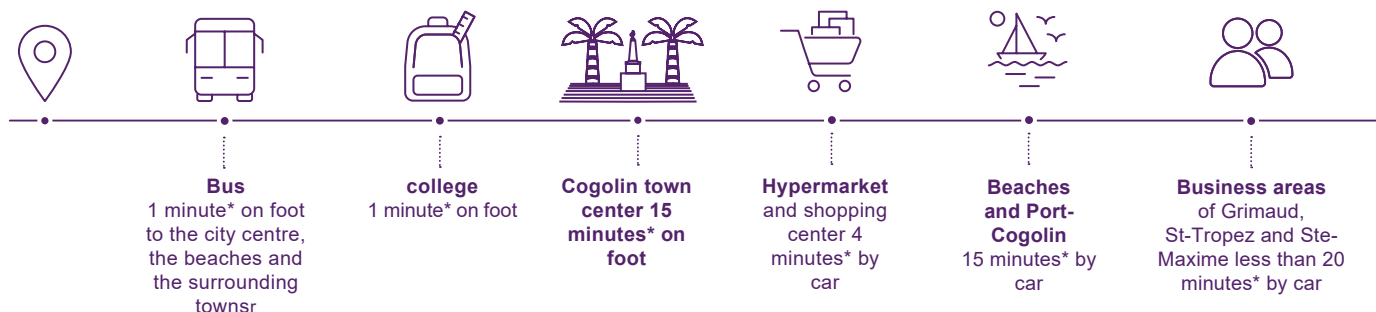 Bus
1 minute* on foot
to the city centre,
the beaches and
the surrounding
townsr
college
1 minute* on foot
Cogolin town
center 15
minutes* on
foot
Hypermarket
and shopping
center 4
minutes* by
car
Beaches
and Port-
Cogolin
15 minutes* by
car
Business areas
of Grimaud,
St-Tropez and Ste-
Maxime less than 20
minutes* by car